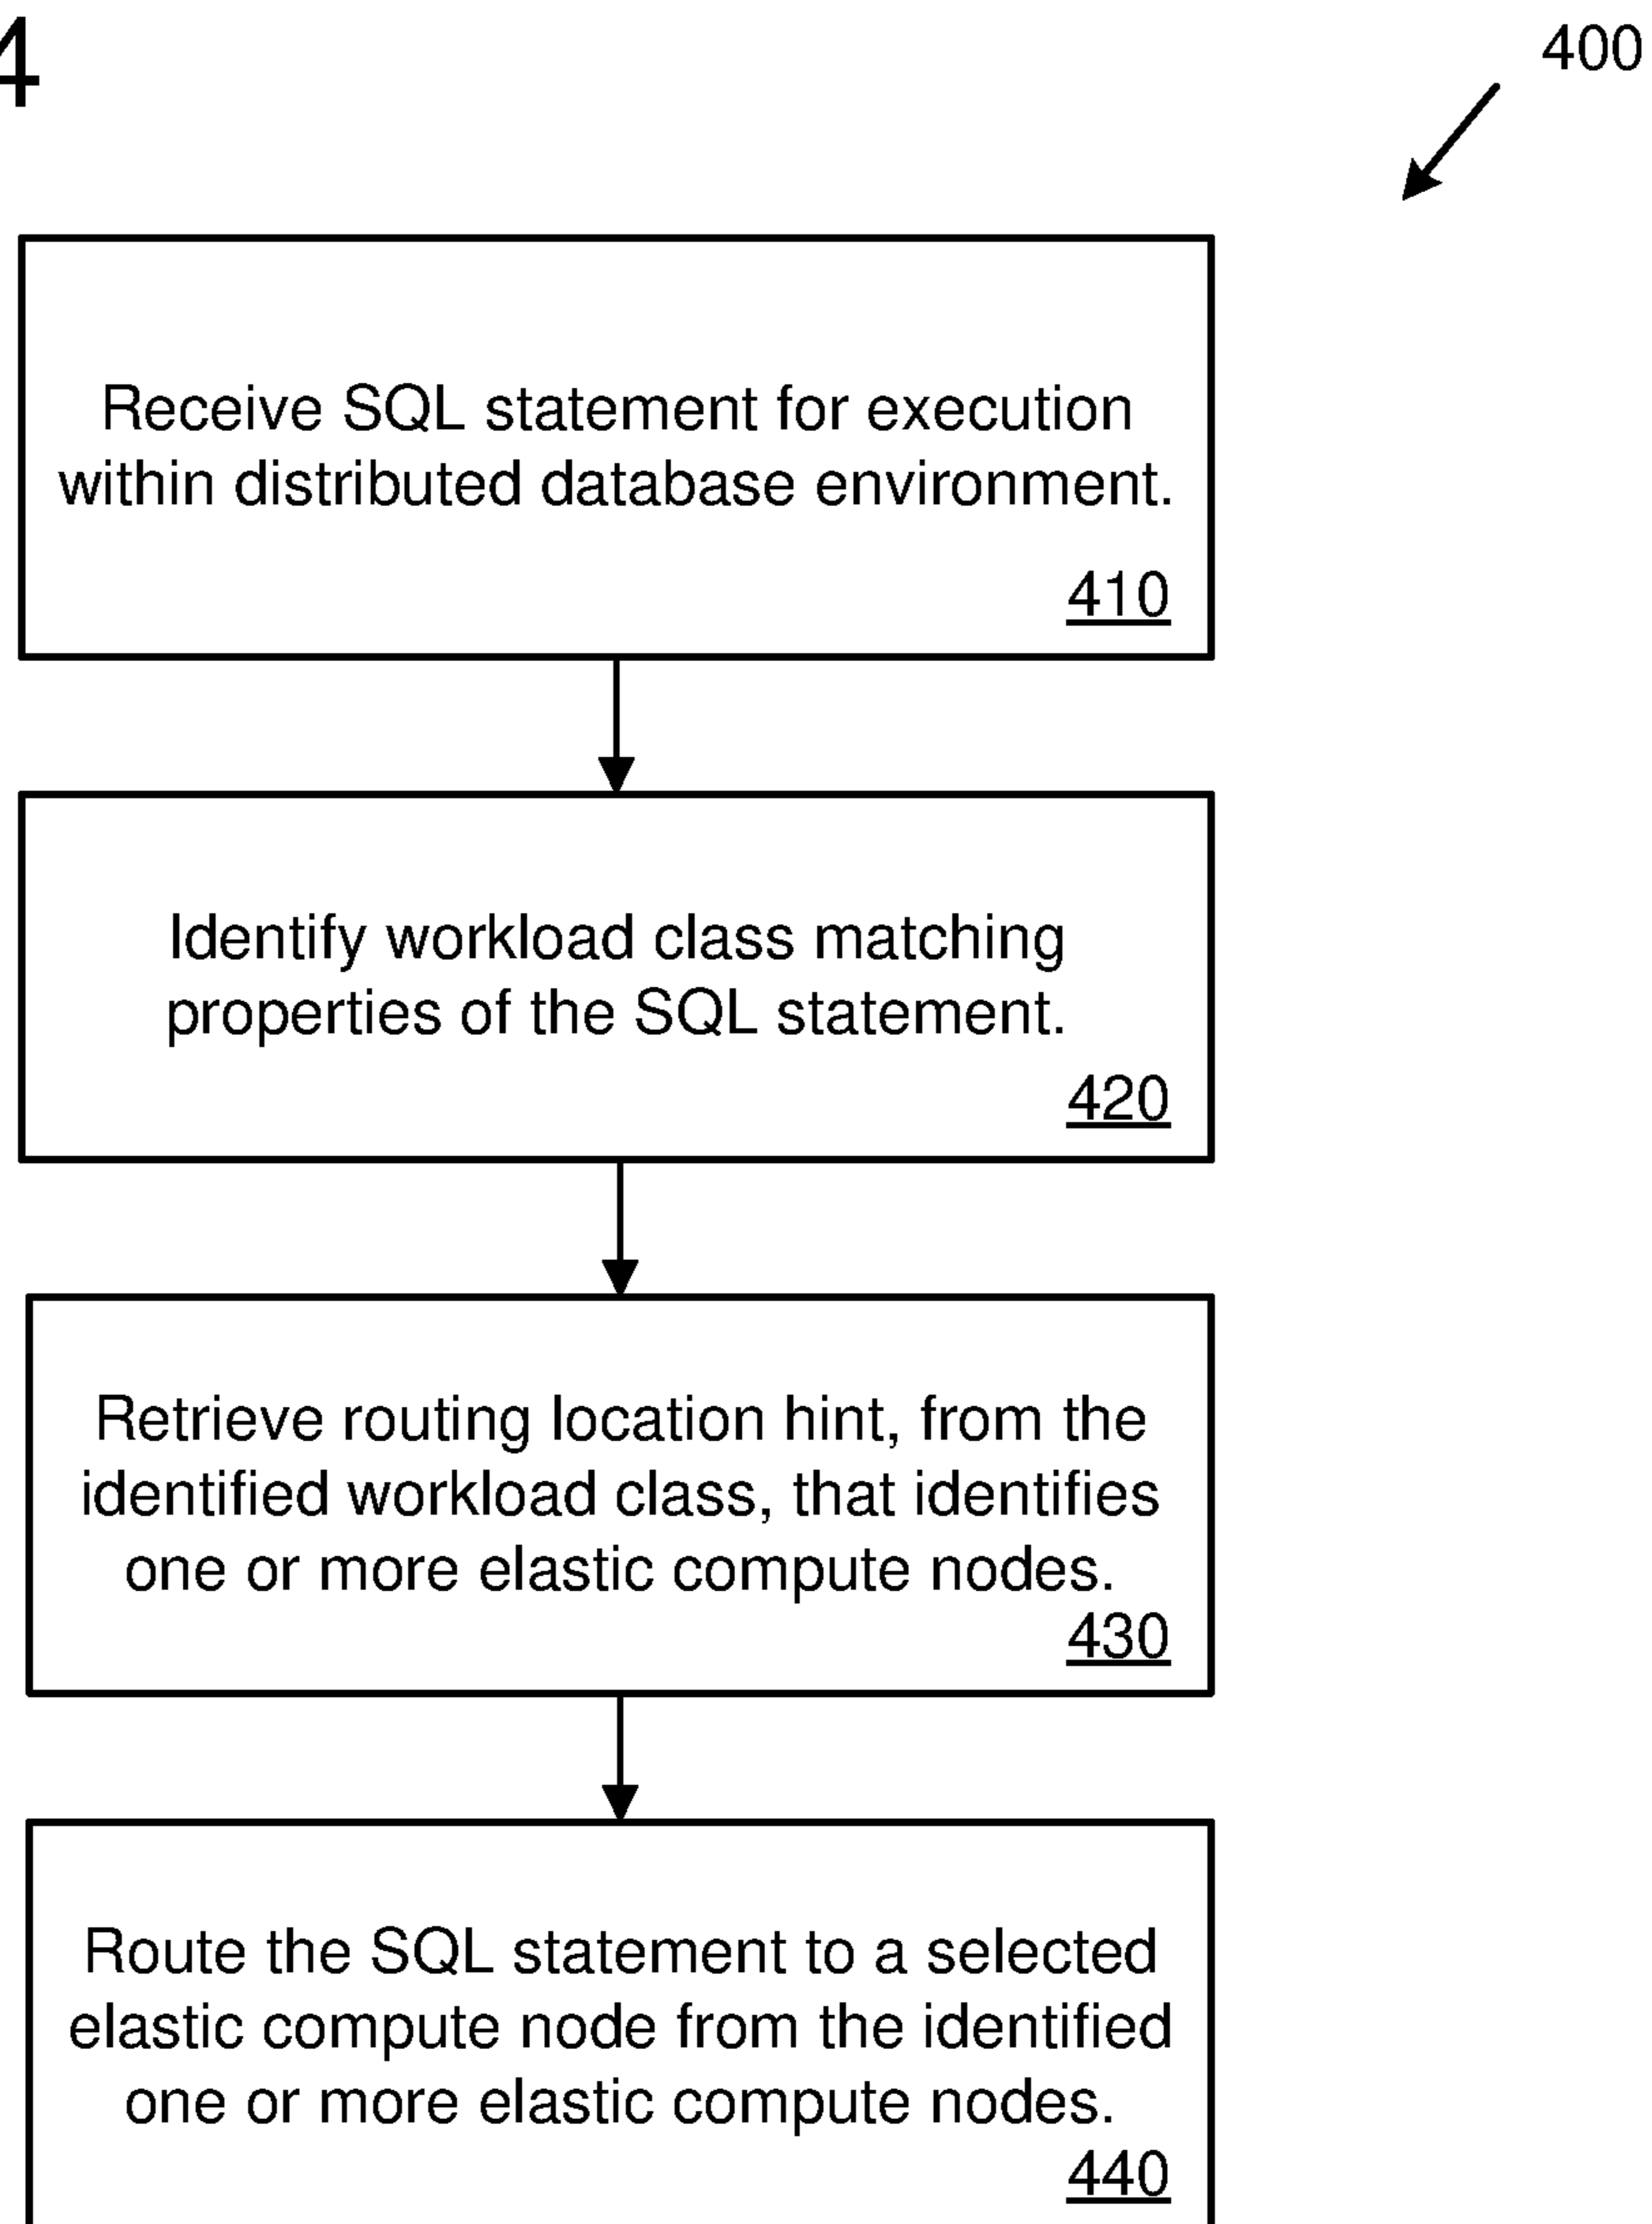 4
400
Receive SQL statement for execution
within distributed database environment.
410
Identify workload class matching
properties of the SQL statement.
420
Retrieve routing location hint, from the
identified workload class, that identifies
one or more elastic compute nodes.
430
Route the SQL statement to a selected
elastic compute node from the identified
one or more elastic compute nodes.
440